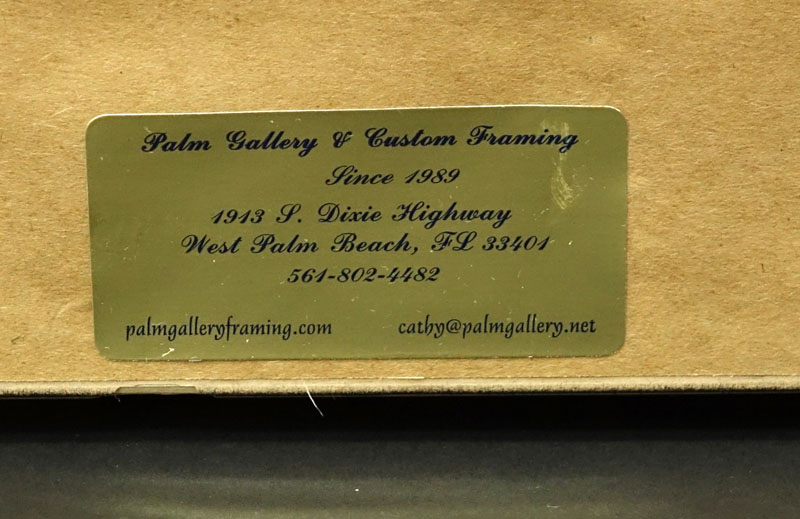 Palm Gallery & Custom Framing
Since 1989
1913 S. Dixie Highway
West Palm Beach, FL 33401
561-802-4482
palmgalleryframing.com cathy@palmgallery.net